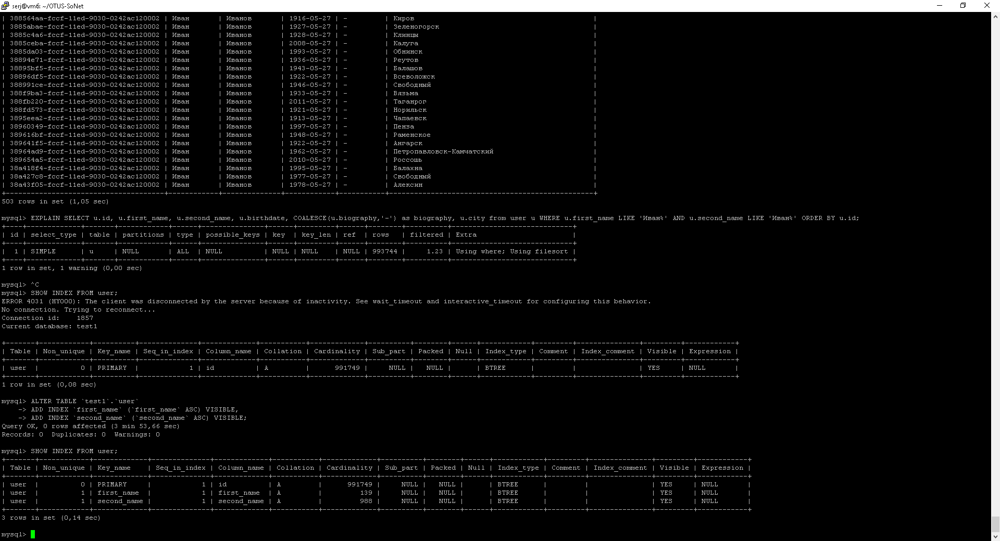 serj@vm6: ~/OTUS-SoNet
| 388564aa-fccf-11ed-9030-0242ac120002 | Иван | Иванов | 1916-05-27 | - | Киров |
| 3885abae-fccf-11ed-9030-0242ac120002 | Иван | Иванов | 1927-05-27 | - | Зеленогорск |
| 3885c4a6-fccf-11ed-9030-0242ac120002 | Иван | Иванов | 1928-05-27 | - | Клинцы |
| 3885ceba-fccf-11ed-9030-0242ac120002 | Иван | Иванов | 2008-05-27 | - | Калуга |
| 3885da03-fccf-11ed-9030-0242ac120002 | Иван | Иванов | 1993-05-27 | - | Обнинск |
| 38894e71-fccf-11ed-9030-0242ac120002 | Иван | Иванов | 1936-05-27 | - | Реутов |
| 38895bf5-fccf-11ed-9030-0242ac120002 | Иван | Иванов | 1943-05-27 | - | Балашов |
| 38896df5-fccf-11ed-9030-0242ac120002 | Иван | Иванов | 1922-05-27 | - | Всеволожск |
| 388991ce-fccf-11ed-9030-0242ac120002 | Иван | Иванов | 1946-05-27 | - | Свободный |
| 388f9ba3-fccf-11ed-9030-0242ac120002 | Иван | Иванов | 1933-05-27 | - | Вязьма |
| 388fb220-fccf-11ed-9030-0242ac120002 | Иван | Иванов | 2011-05-27 | - | Таганрог |
| 388fd573-fccf-11ed-9030-0242ac120002 | Иван | Иванов | 1921-05-27 | - | Норильск |
| 3895eea2-fccf-11ed-9030-0242ac120002 | Иван | Иванов | 1913-05-27 | - | Чапаевск |
| 38960349-fccf-11ed-9030-0242ac120002 | Иван | Иванов | 1997-05-27 | - | Пенза |
| 389616bf-fccf-11ed-9030-0242ac120002 | Иван | Иванов | 1948-05-27 | - | Раменское |
| 389641f5-fccf-11ed-9030-0242ac120002 | Иван | Иванов | 1922-05-27 | - | Ангарск |
| 38964ad9-fccf-11ed-9030-0242ac120002 | Иван | Иванов | 1962-05-27 | - | Петропавловск-Камчатский |
| 389654a5-fccf-11ed-9030-0242ac120002 | Иван | Иванов | 2010-05-27 | - | Россошь |
| 38a418f4-fccf-11ed-9030-0242ac120002 | Иван | Иванов | 1995-05-27 | - | Балахна |
| 38a427c8-fccf-11ed-9030-0242ac120002 | Иван | Иванов | 1977-05-27 | - | Свободный |
| 38a43f05-fccf-11ed-9030-0242ac120002 | Иван | Иванов | 1978-05-27 | - | Алексин |
503 rows in set (1,05 sec)
mysql> EXPLAIN SELECT u.id, u.first_name, u.second_name, u.birthdate, COALESCE(u.biography,'-') as biography, u.city from user u WHERE u.first_name LIKE 'Иван%' AND u.second_name LIKE 'Иван%' ORDER BY u.id;
| id | select_type | table | partitions | type | possible_keys | key | key_len | ref | rows | filtered | Extra |
| 1 | SIMPLE | u | NULL | ALL | NULL | NULL | NULL | NULL | 993744 | 1.23 | Using where; Using filesort |
1 row in set, 1 warning (0,00 sec)
mysql> ^C
mysql> SHOW INDEX FROM user;
ERROR 4031 (HY000): The client was disconnected by the server because of inactivity. See wait_timeout and interactive_timeout for configuring this behavior.
No connection. Trying to reconnect...
Connection id: 1857
Current database: test1
| Table | Non_unique | Key_name | Seq_in_index | Column_name | Collation | Cardinality | Sub_part | Packed | Null | Index_type | Comment | Index_comment | Visible | Expression |
| user | 0 | PRIMARY | 1 | id | A | 991749 | NULL | NULL | | BTREE | | | YES | NULL |
1 row in set (0,08 sec)
mysql> ALTER TABLE `test1`.`user`
-> ADD INDEX `first_name` (`first_name` ASC) VISIBLE,
-> ADD INDEX `second_name` (`second_name` ASC) VISIBLE;
Query OK, 0 rows affected (3 min 53,66 sec)
Records: 0 Duplicates: 0 Warnings: 0
mysql> SHOW INDEX FROM user;
| Table | Non_unique | Key_name | Seq_in_index | Column_name | Collation | Cardinality | Sub_part | Packed | Null | Index_type | Comment | Index_comment | Visible | Expression |
| user | 0 | PRIMARY | 1 | id | A | 991749 | NULL | NULL | | BTREE | | | YES | NULL |
| user | 1 | first_name | 1 | first_name | A | 139 | NULL | NULL | | BTREE | | | YES | NULL |
| user | 1 | second_name | 1 | second_name | A | 988 | NULL | NULL | | BTREE | | | YES | NULL |
3 rows in set (0,14 sec)
mysql>